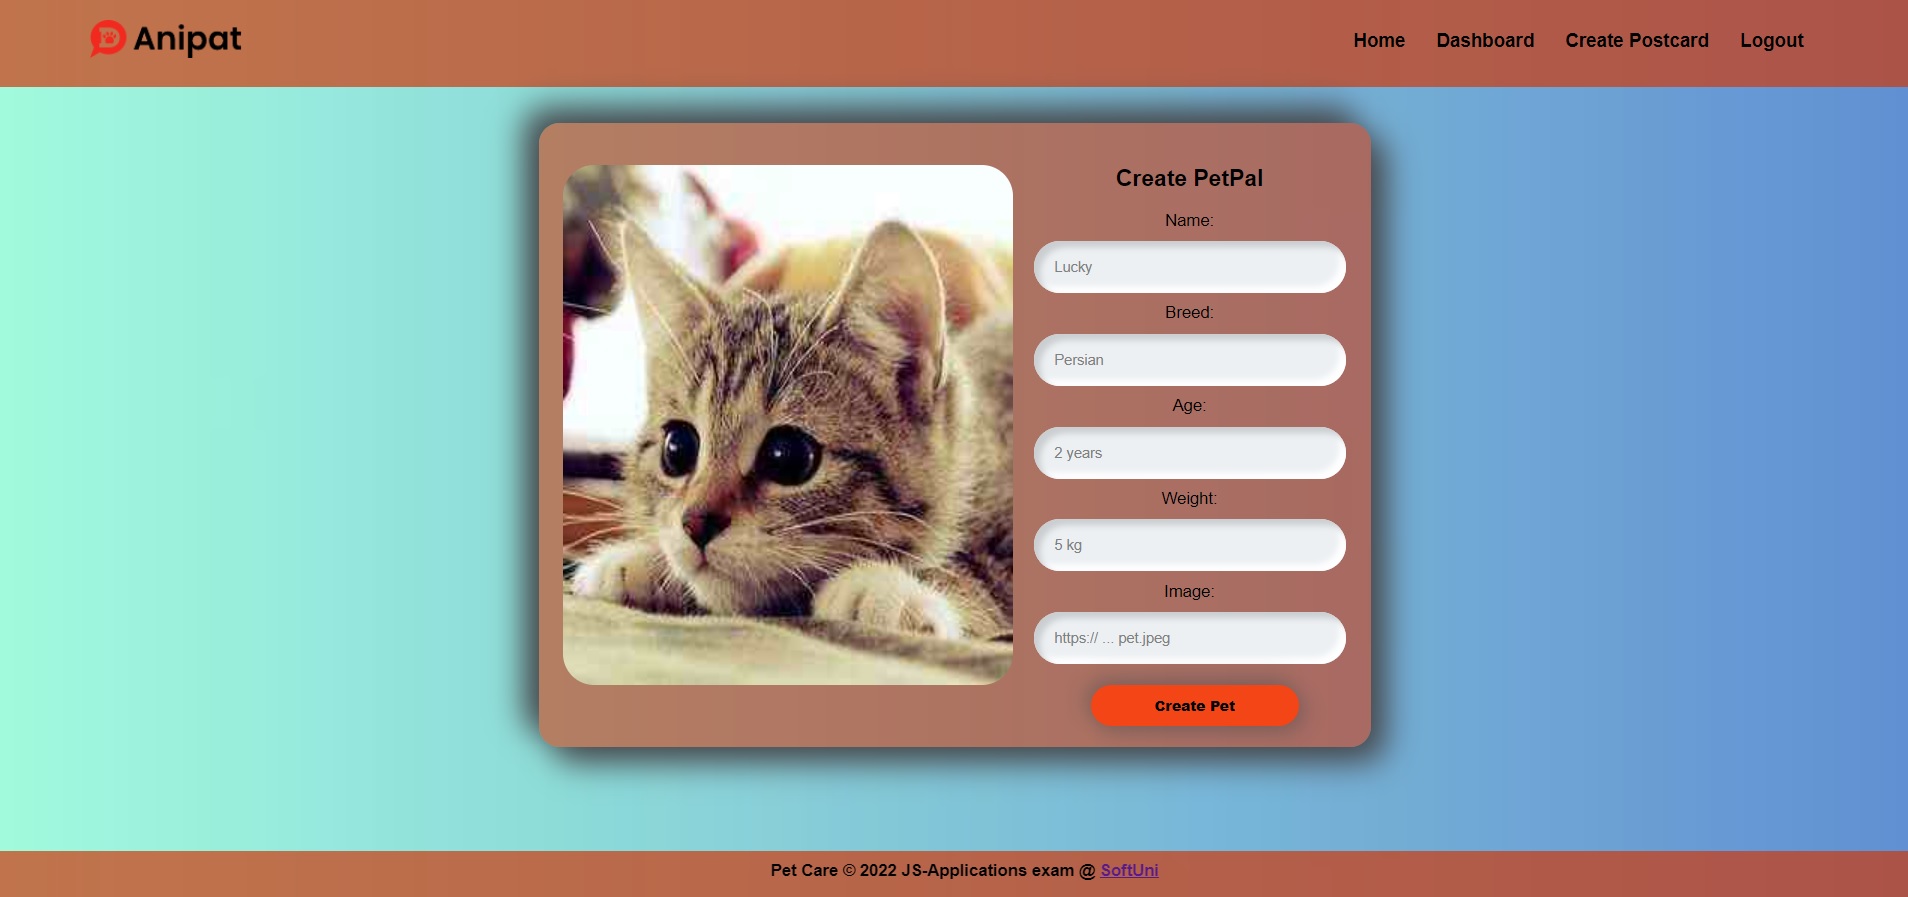 Anipat
Home Dashboard Create Postcard Logout
Create PetPal
Name:
Lucky
Breed:
Persian
Age:
2 years
Weight:
5 kg
Image:
https:// ... pet.jpeg
Create Pet
Pet Care © 2022 JS-Applications exam @ SoftUni